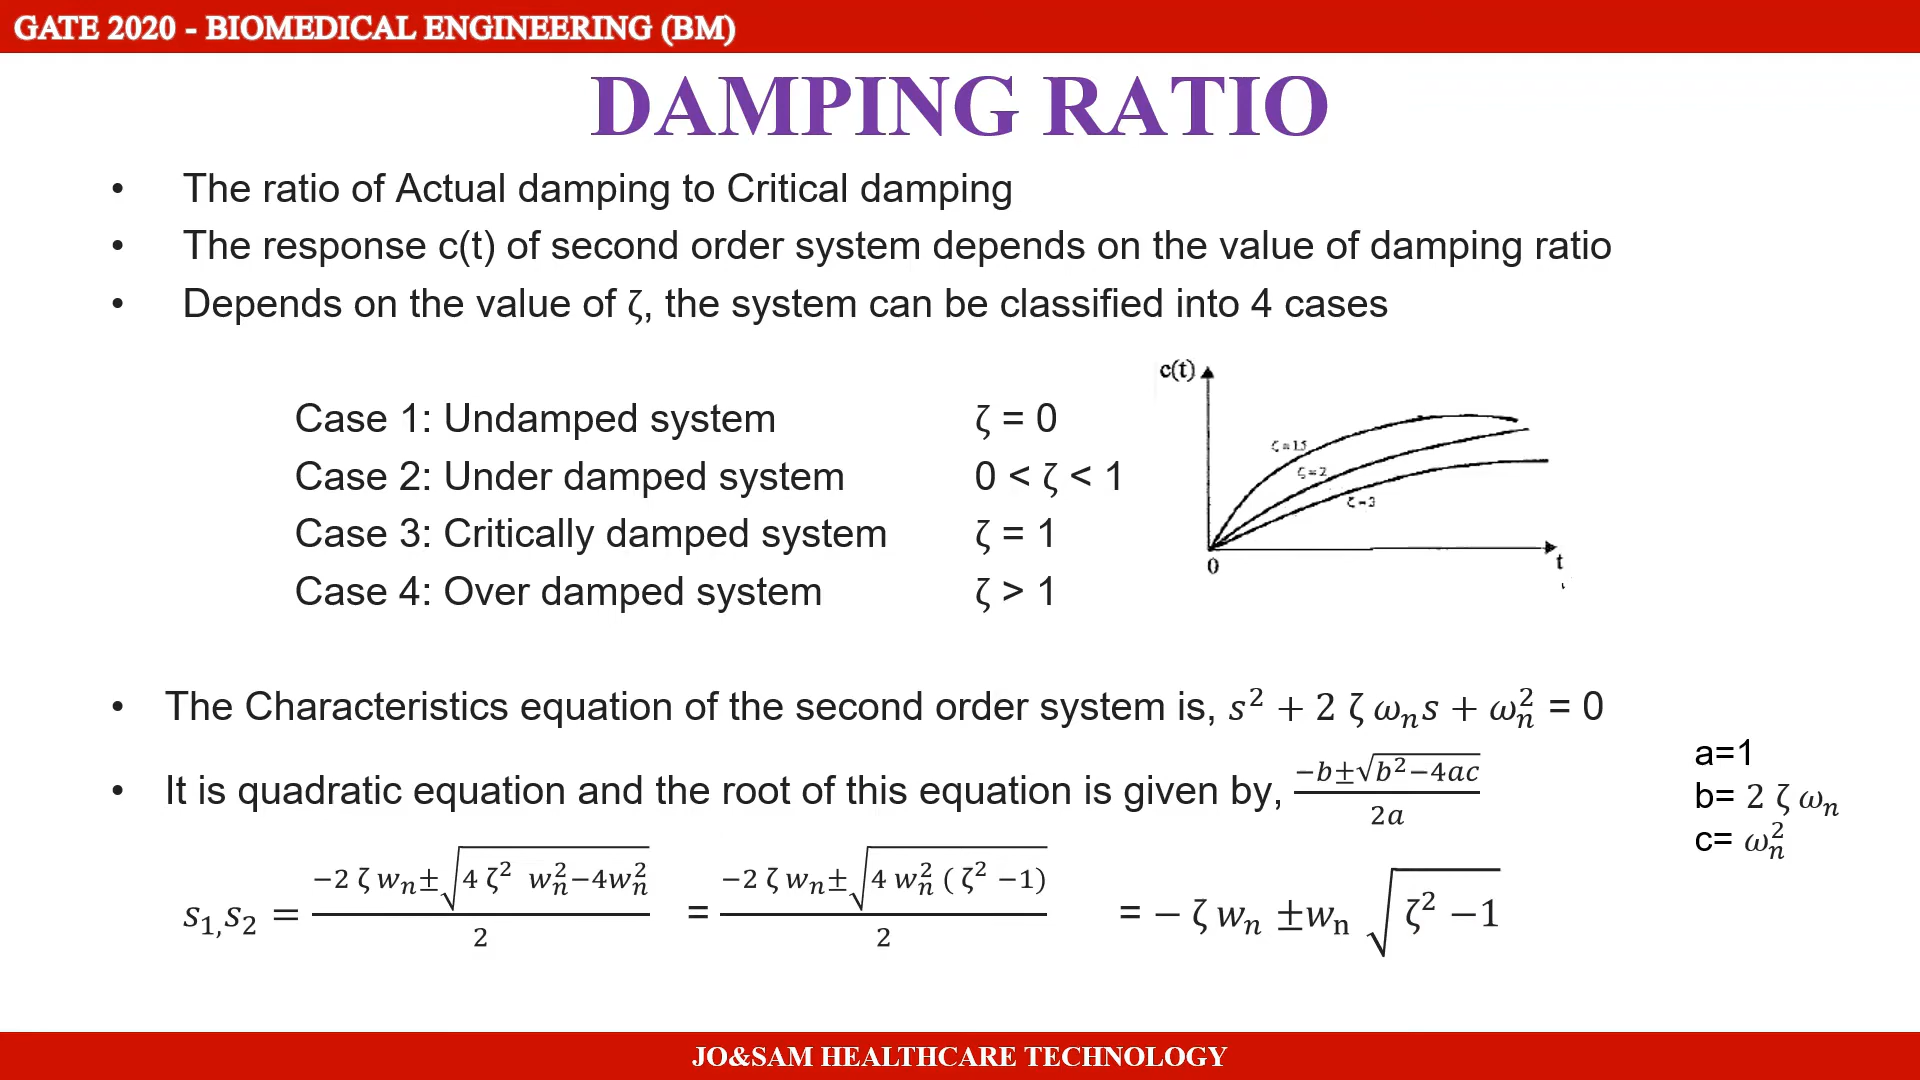 GATE 2020 - BIOMEDICAL ENGINEERING (BM)
DAMPING RATIO
• The ratio of Actual damping to Critical damping
• The response c(t) of second order system depends on the value of damping ratio
• Depends on the value of ζ, the system can be classified into 4 cases
Case 1: Undamped system ζ = 0
Case 2: Under damped system 0 < ζ < 1
Case 3: Critically damped system ζ = 1
Case 4: Over damped system ζ > 1
c(t)
ζ = 1.5
ζ = 2
ζ = 3
0
t
• The Characteristics equation of the second order system is, s² + 2 ζ ωₙs + ωₙ² = 0
• It is quadratic equation and the root of this equation is given by, (−b±√(b²−4ac))/2a
a=1
b= 2 ζ ωₙ
c= ωₙ²
s₁,s₂ = (−2 ζ wₙ±√(4 ζ² wₙ²−4wₙ²))/2 = (−2 ζ wₙ±√(4 wₙ² ( ζ² −1)))/2 = − ζ wₙ ±wₙ √(ζ² −1)
JO&SAM HEALTHCARE TECHNOLOGY